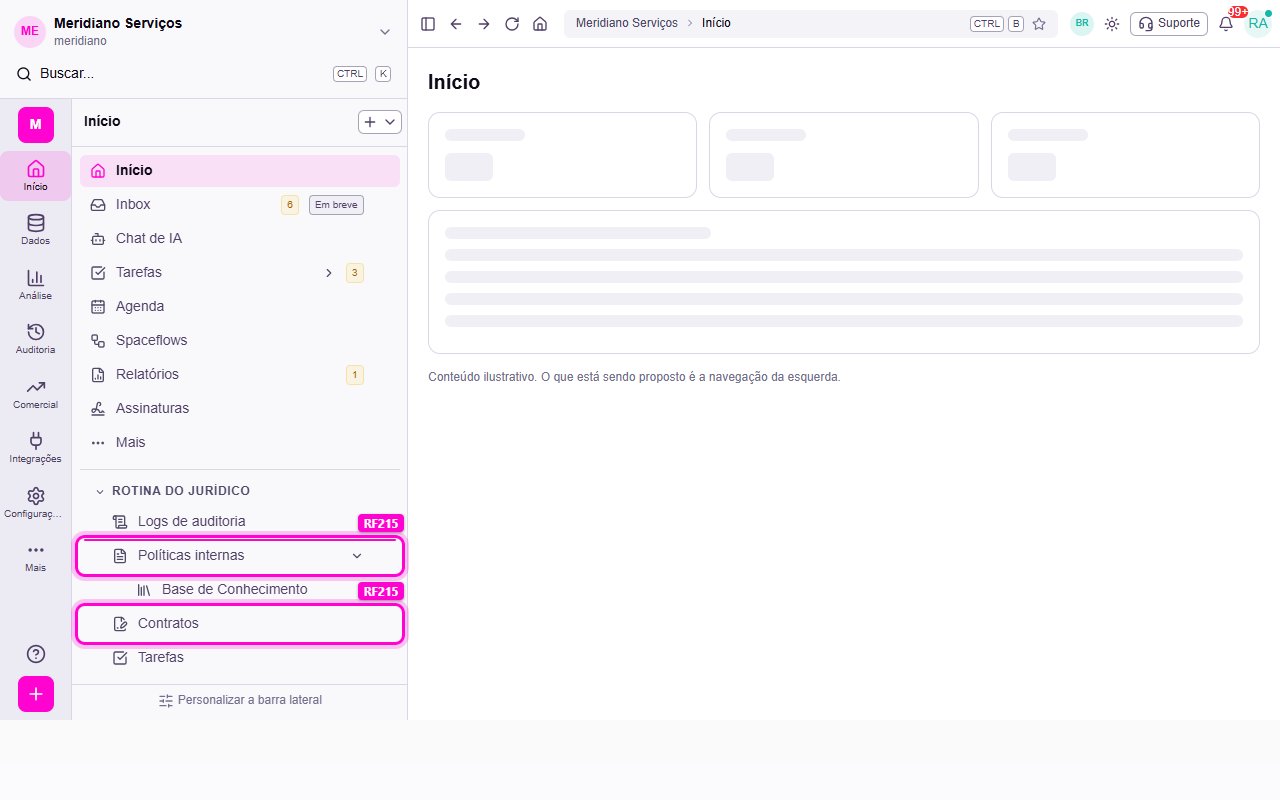 ME
Meridiano Serviços
meridiano
Buscar...
CTRL K
Meridiano Serviços > Início
CTRL B
BR
Suporte
99+
RA
M
Início
Dados
Análise
Auditoria
Comercial
Integrações
Configuraç...
Mais
Início
Início
Inbox 6 Em breve
Chat de IA
Tarefas 3
Agenda
Spaceflows
Relatórios 1
Assinaturas
Mais
ROTINA DO JURÍDICO
Logs de auditoria
RF215
Políticas internas
Base de Conhecimento
RF215
Contratos
Tarefas
Personalizar a barra lateral
Início
Conteúdo ilustrativo. O que está sendo proposto é a navegação da esquerda.